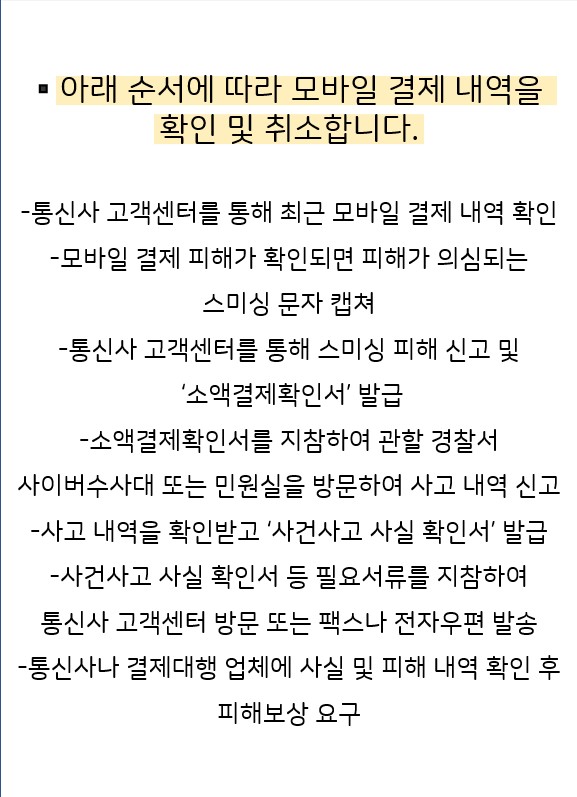 ▪ 아래 순서에 따라 모바일 결제 내역을
확인 및 취소합니다.
-통신사 고객센터를 통해 최근 모바일 결제 내역 확인
-모바일 결제 피해가 확인되면 피해가 의심되는
스미싱 문자 캡쳐
-통신사 고객센터를 통해 스미싱 피해 신고 및
‘소액결제확인서’ 발급
-소액결제확인서를 지참하여 관할 경찰서
사이버수사대 또는 민원실을 방문하여 사고 내역 신고
-사고 내역을 확인받고 ‘사건사고 사실 확인서’ 발급
-사건사고 사실 확인서 등 필요서류를 지참하여
통신사 고객센터 방문 또는 팩스나 전자우편 발송
-통신사나 결제대행 업체에 사실 및 피해 내역 확인 후
피해보상 요구